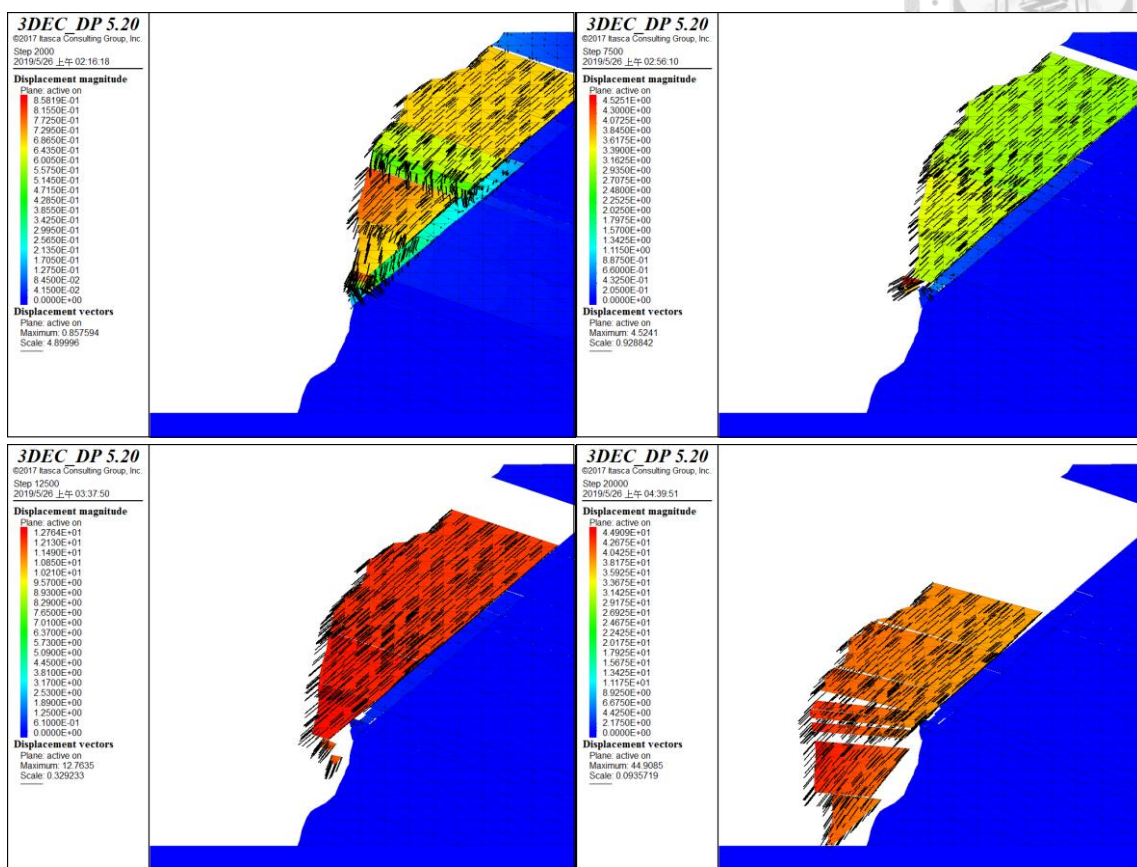 3DEC_DP 5.20
©2017 Itasca Consulting Group, Inc.
Step 2000
2019/5/26 上午 02:16:18
Displacement magnitude
Plane: active on
8.5819E-01
8.1550E-01
7.7250E-01
7.2950E-01
6.8650E-01
6.4350E-01
6.0050E-01
5.5750E-01
5.1450E-01
4.7150E-01
4.2850E-01
3.8550E-01
3.4250E-01
2.9950E-01
2.5650E-01
2.1350E-01
1.7050E-01
1.2750E-01
8.4500E-02
4.1500E-02
0.0000E+00
Displacement vectors
Plane: active on
Maximum: 0.857594
Scale: 4.89996
3DEC_DP 5.20
©2017 Itasca Consulting Group, Inc.
Step 7500
2019/5/26 上午 02:56:10
Displacement magnitude
Plane: active on
4.5251E+00
4.3000E+00
4.0725E+00
3.8450E+00
3.6175E+00
3.3900E+00
3.1625E+00
2.9350E+00
2.7075E+00
2.4800E+00
2.2525E+00
2.0250E+00
1.7975E+00
1.5700E+00
1.3425E+00
1.1150E+00
8.8750E-01
6.6000E-01
4.3250E-01
2.0500E-01
0.0000E+00
Displacement vectors
Plane: active on
Maximum: 4.5241
Scale: 0.928842
3DEC_DP 5.20
©2017 Itasca Consulting Group, Inc.
Step 12500
2019/5/26 上午 03:37:50
Displacement magnitude
Plane: active on
1.2764E+01
1.2130E+01
1.1490E+01
1.0850E+01
1.0210E+01
9.5700E+00
8.9300E+00
8.2900E+00
7.6500E+00
7.0100E+00
6.3700E+00
5.7300E+00
5.0900E+00
4.4500E+00
3.8100E+00
3.1700E+00
2.5300E+00
1.8900E+00
1.2500E+00
6.1000E-01
0.0000E+00
Displacement vectors
Plane: active on
Maximum: 12.7635
Scale: 0.329233
3DEC_DP 5.20
©2017 Itasca Consulting Group, Inc.
Step 20000
2019/5/26 上午 04:39:51
Displacement magnitude
Plane: active on
4.4909E+01
4.2675E+01
4.0425E+01
3.8175E+01
3.5925E+01
3.3675E+01
3.1425E+01
2.9175E+01
2.6925E+01
2.4675E+01
2.2425E+01
2.0175E+01
1.7925E+01
1.5675E+01
1.3425E+01
1.1175E+01
8.9250E+00
6.6750E+00
4.4250E+00
2.1750E+00
0.0000E+00
Displacement vectors
Plane: active on
Maximum: 44.9085
Scale: 0.0935719